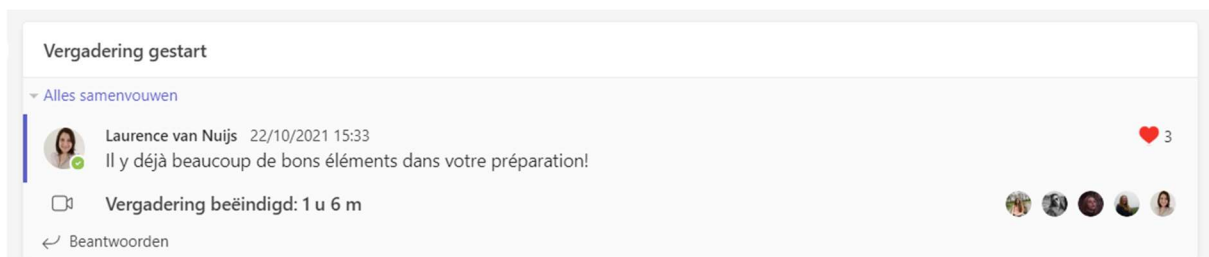 Vergadering gestart
Alles samenvouwen
Laurence van Nuijs 22/10/2021 15:33
3
Il y déjà beaucoup de bons éléments dans votre préparation!
Vergadering beëindigd: 1 u 6 m
Beantwoorden